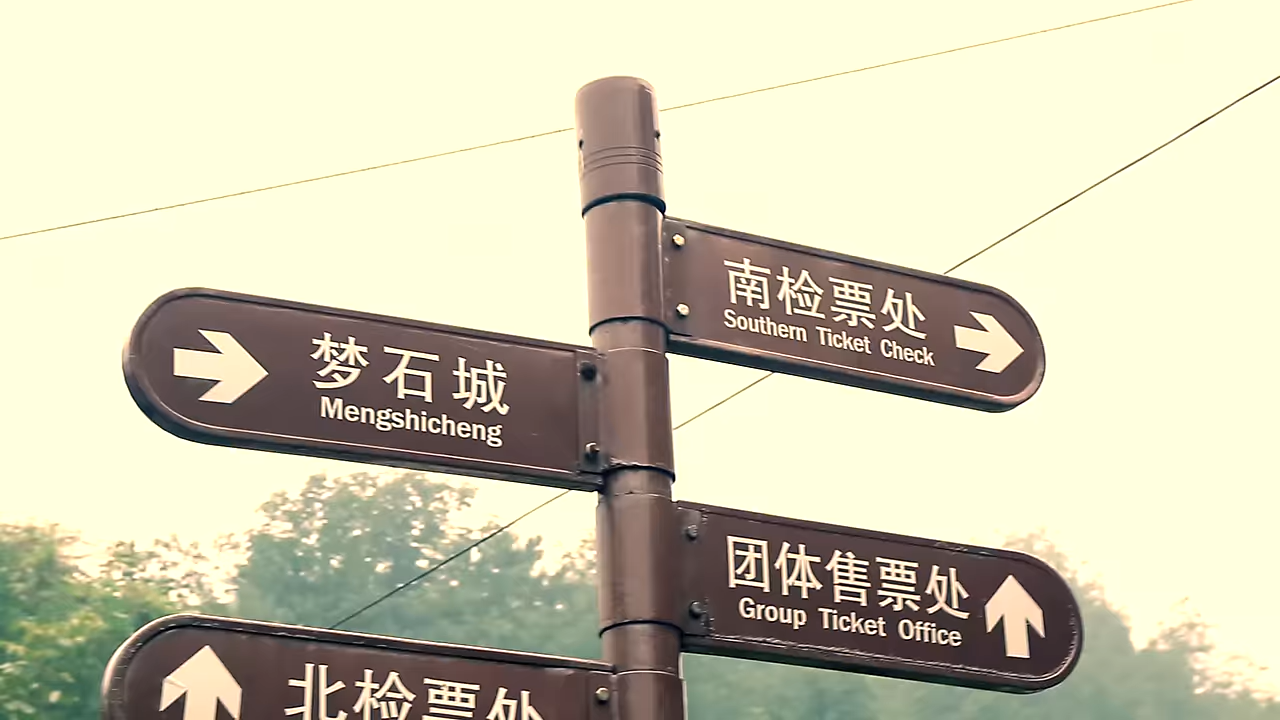 南检票处
Southern Ticket Check
梦石城
Mengshicheng
团体售票处
Group Ticket Office
北检票处